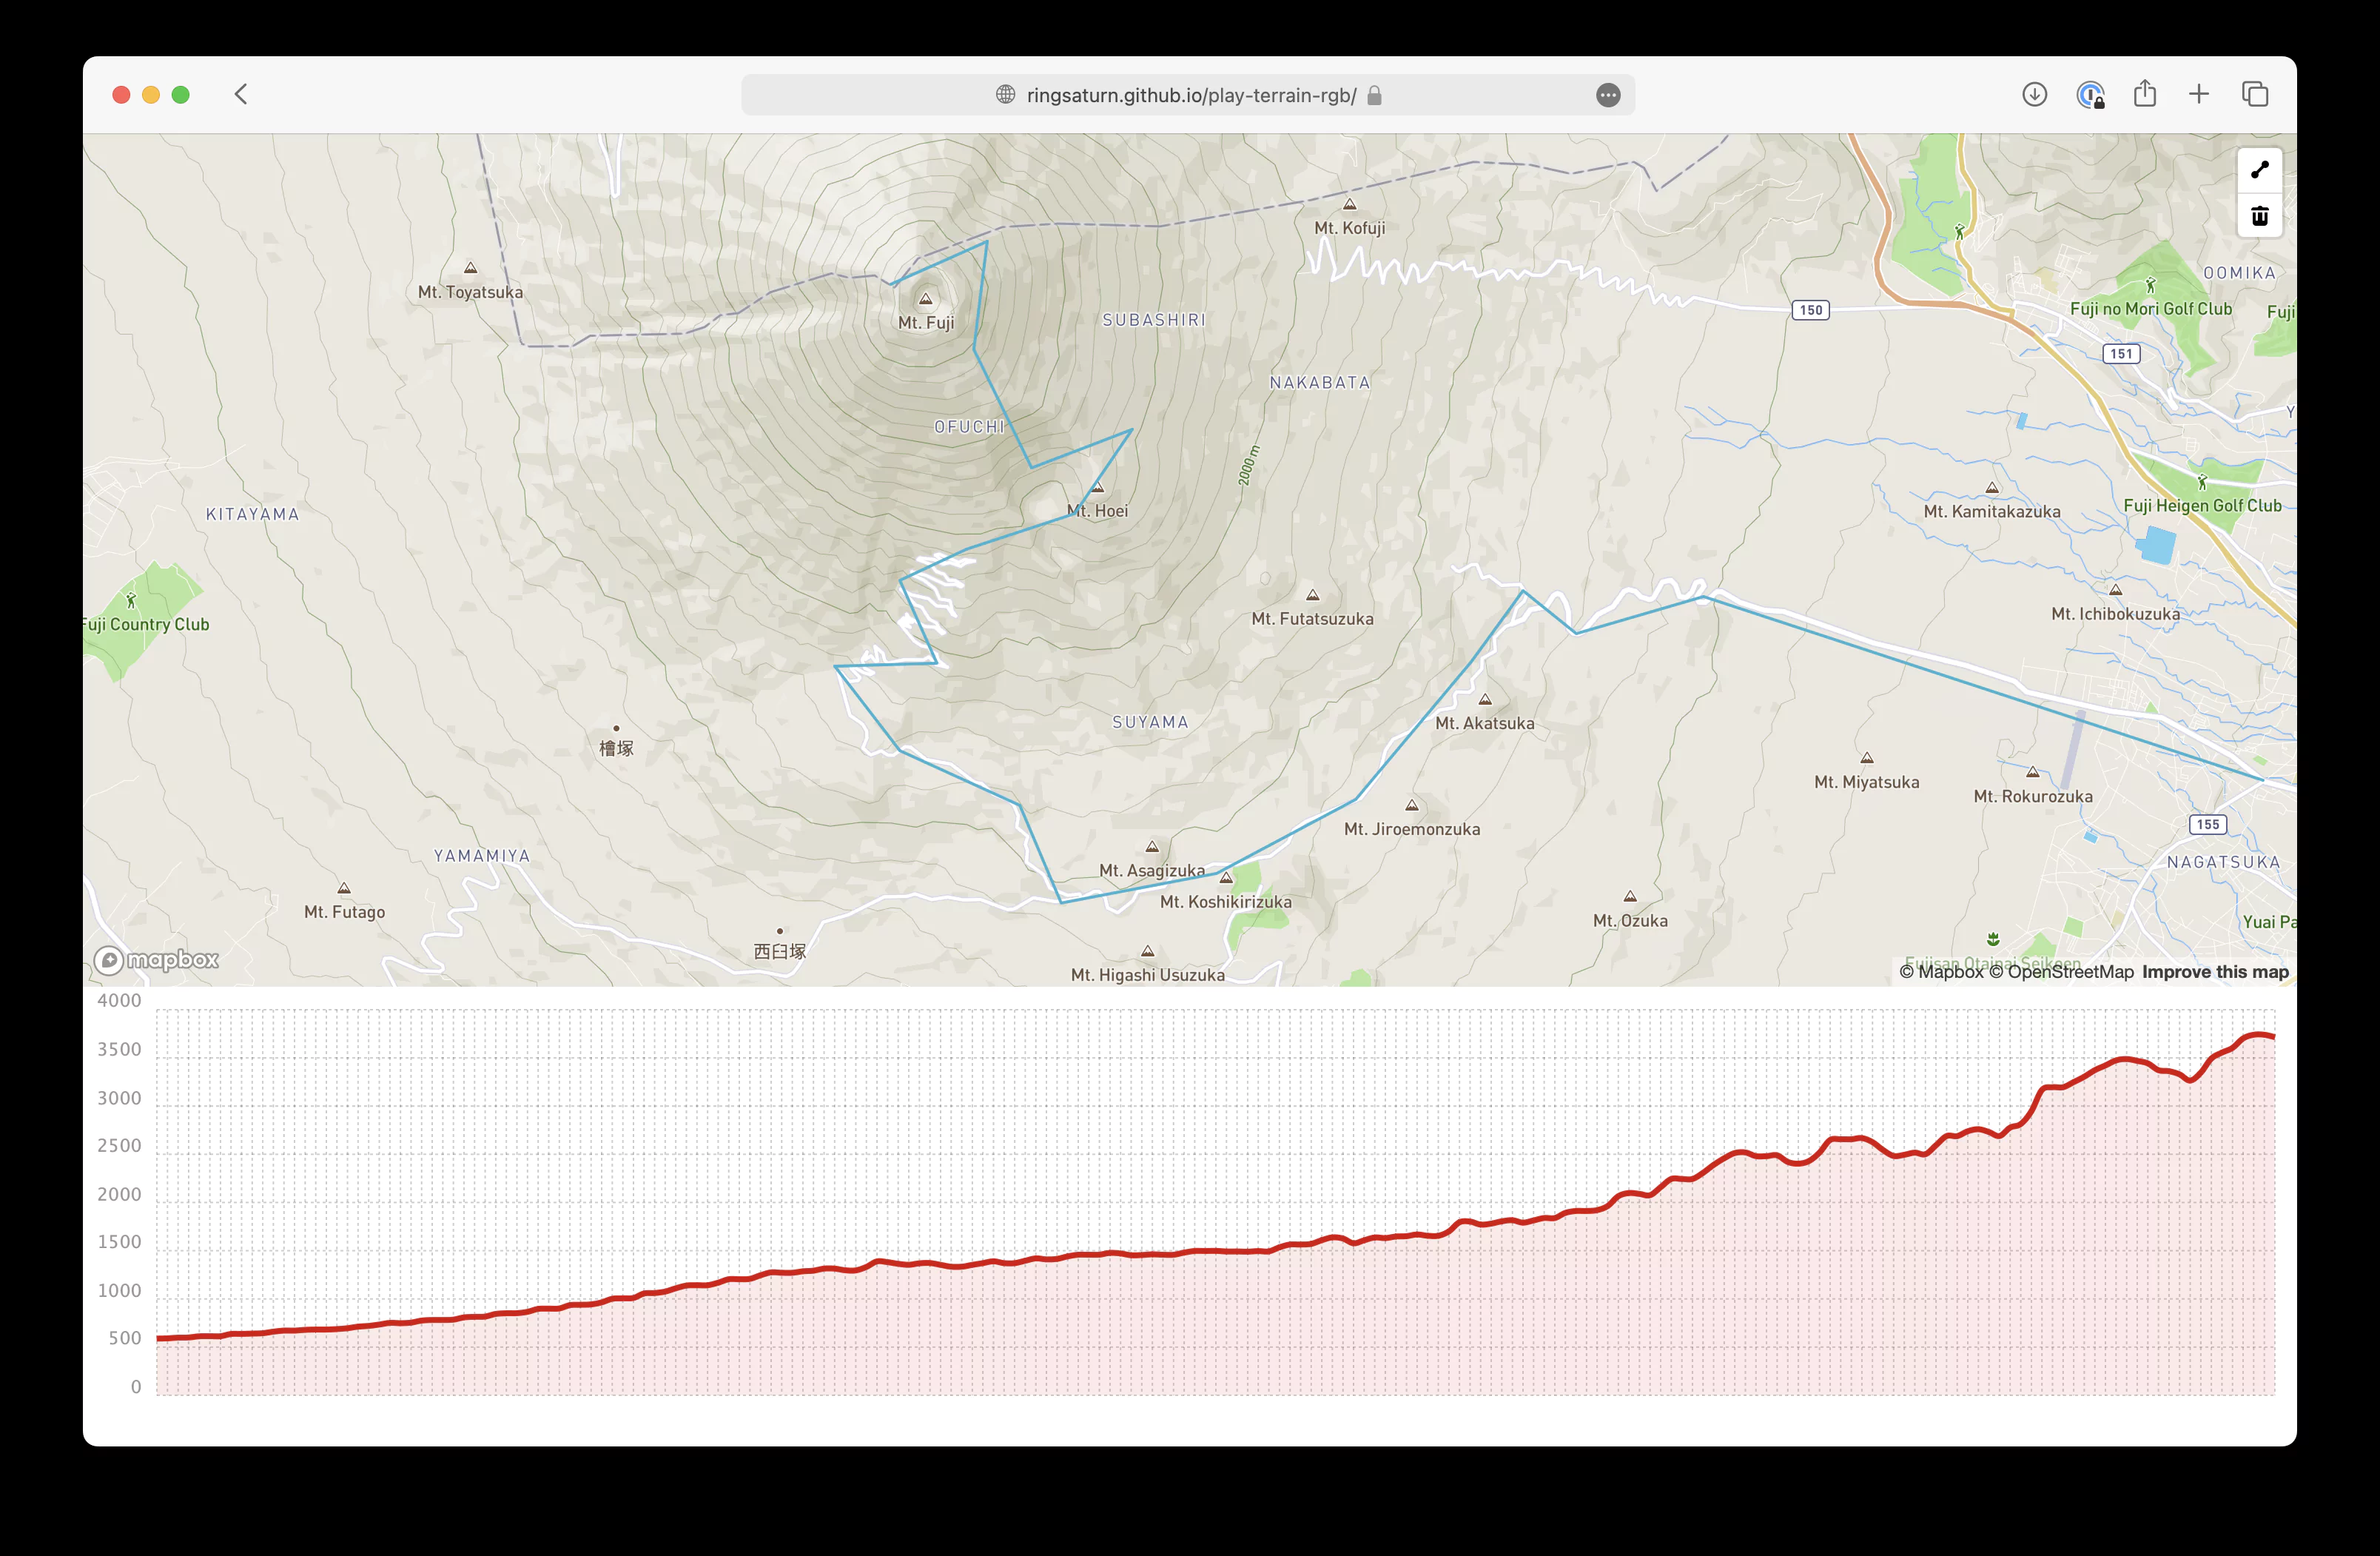 ringsaturn.github.io/play-terrain-rgb/
Mt. Kofuji
OOMIKA
Mt. Toyatsuka
Fuji no Mori Golf Club
Fuji
150
Mt. Fuji
SUBASHIRI
151
NAKABATA
Y
OFUCHI
2000 m
Mt. Hoei
KITAYAMA
Mt. Kamitakazuka
Fuji Heigen Golf Club
Mt. Futatsuzuka
Mt. Ichibokuzuka
Fuji Country Club
SUYAMA
Mt. Akatsuka
檜塚
Mt. Miyatsuka
Mt. Rokurozuka
Mt. Jiroemonzuka
155
YAMAMIYA
NAGATSUKA
Mt. Asagizuka
Mt. Koshikirizuka
Mt. Futago
Mt. Ozuka
Yuai Pa
西臼塚
mapbox
Mt. Higashi Usuzuka
Fujisan Otainai Seikoen
© Mapbox © OpenStreetMap Improve this map
4000
3500
3000
2500
2000
1500
1000
500
0